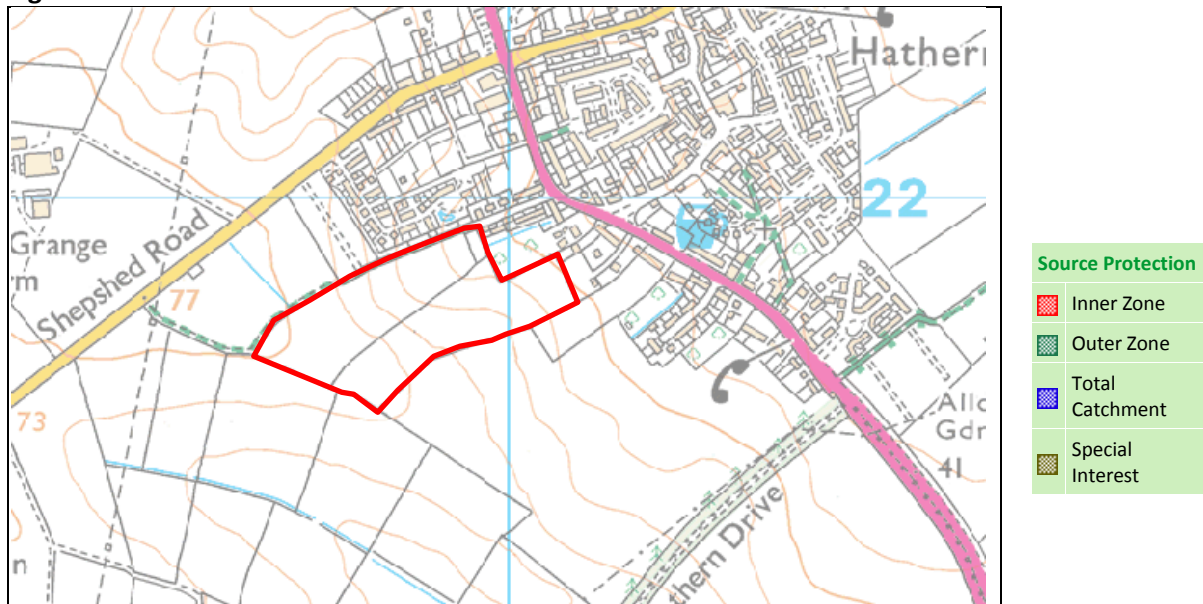 Hathern
22
Grange
m
Shepshed Road
77
73
Allo
Gdn
41
thern Drive
n
Source Protection
Inner Zone
Outer Zone
Total
Catchment
Special
Interest